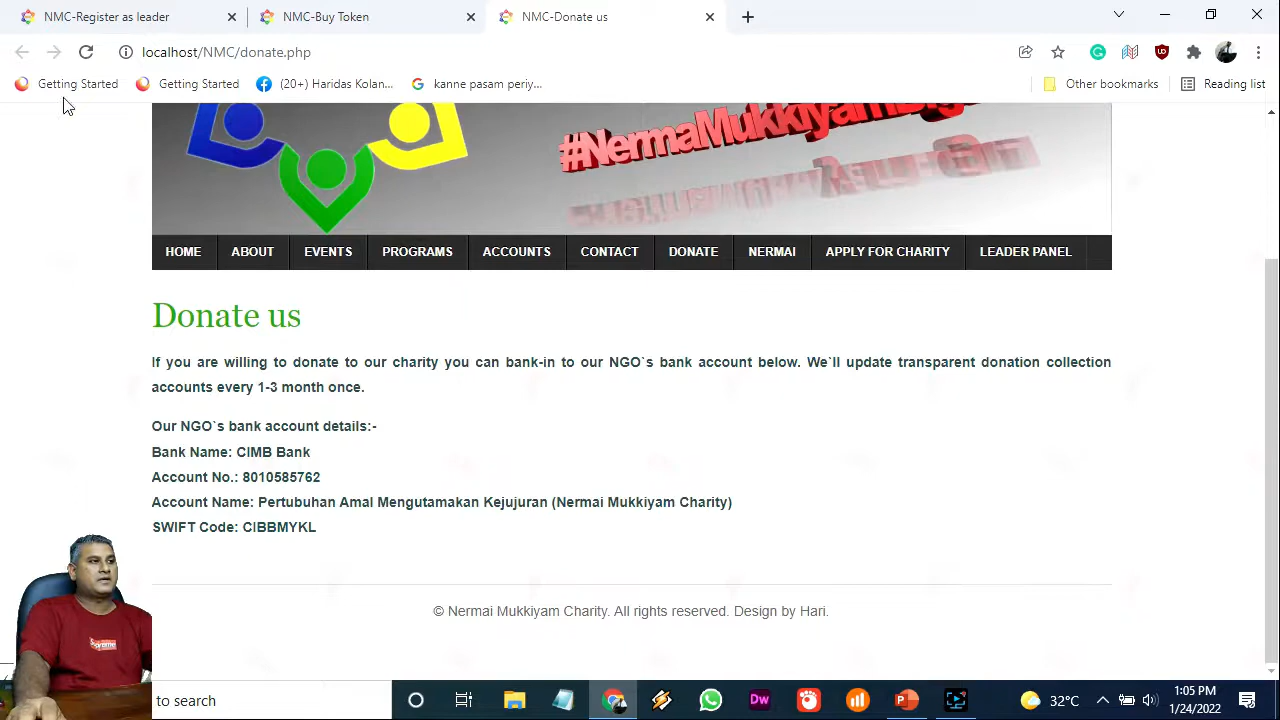 NMC-Register as leader
NMC-Buy Token
NMC-Donate us
localhost/NMC/donate.php
Getting Started
Getting Started
(20+) Haridas Kolan...
kanne pasam periy...
Other bookmarks
Reading list
HOME
ABOUT
EVENTS
PROGRAMS
ACCOUNTS
CONTACT
DONATE
NERMAI
APPLY FOR CHARITY
LEADER PANEL
Donate us
If you are willing to donate to our charity you can bank-in to our NGO`s bank account below. We`ll update transparent donation collection
accounts every 1-3 month once.
Our NGO`s bank account details:-
Bank Name: CIMB Bank
Account No.: 8010585762
Account Name: Pertubuhan Amal Mengutamakan Kejujuran (Nermai Mukkiyam Charity)
SWIFT Code: CIBBMYKL
© Nermai Mukkiyam Charity. All rights reserved. Design by Hari.
to search
Dw
32°C
1:05 PM
1/24/2022